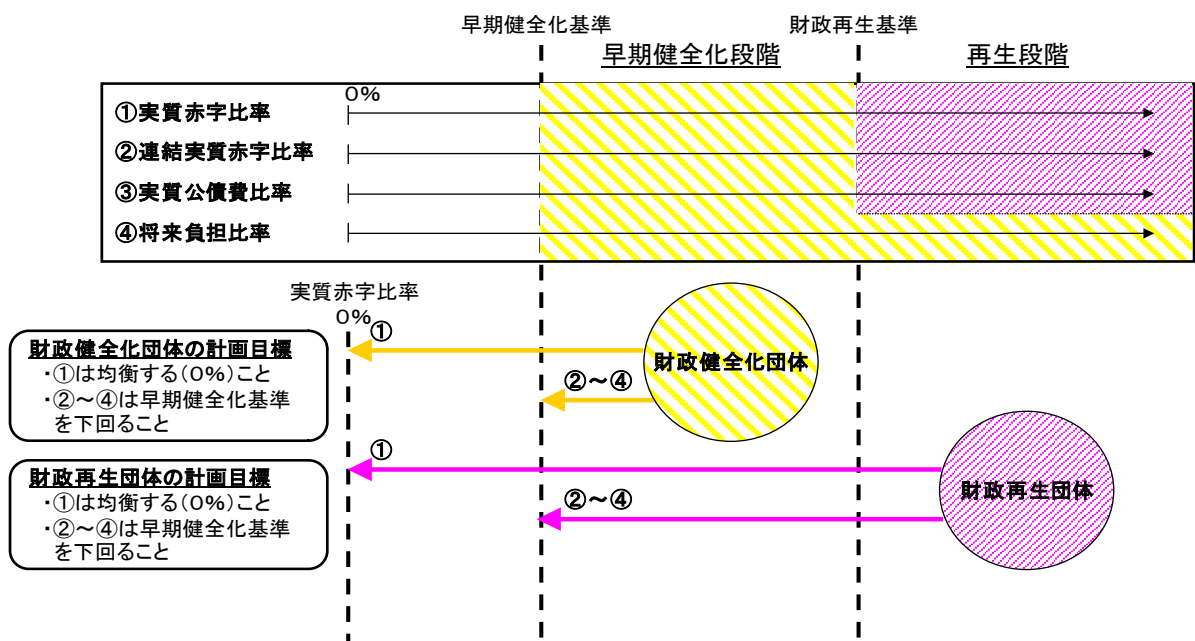 早期健全化基準
財政再生基準
早期健全化段階
再生段階
0%
①実質赤字比率
②連結実質赤字比率
③実質公債費比率
④将来負担比率
実質赤字比率
0%
財政健全化団体の計画目標
・①は均衡する(0%)こと
・②~④は早期健全化基準
を下回ること
①
②~④
財政健全化団体
財政再生団体の計画目標
・①は均衡する(0%)こと
・②~④は早期健全化基準
を下回ること
①
②~④
財政再生団体